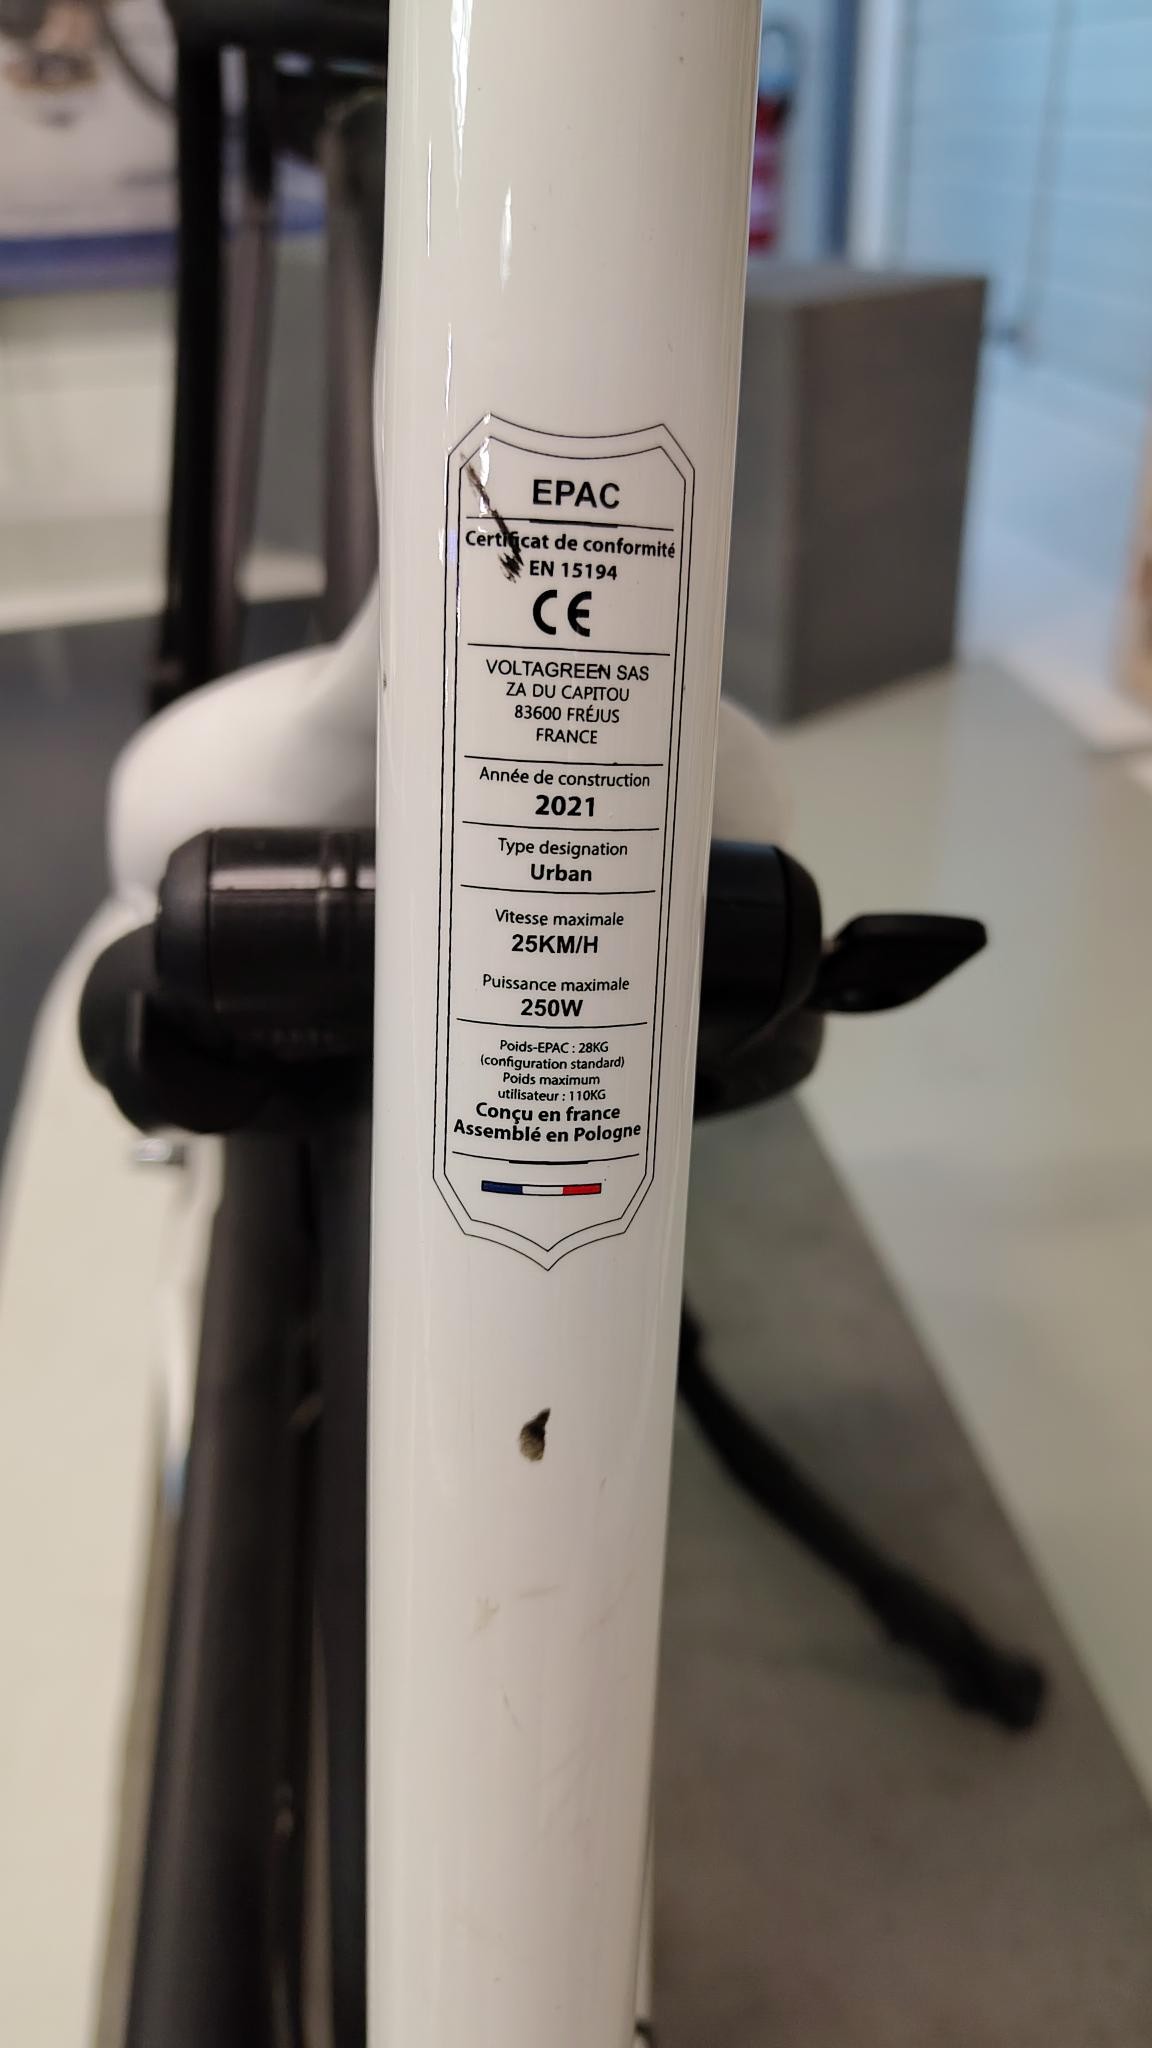 EPAC
Certificat de conformité
EN 15194
CE
VOLTAGREEN SAS
ZA DU CAPITOU
83600 FRÉJUS
FRANCE
Année de construction
2021
Type designation
Urban
Vitesse maximale
25KM/H
Puissance maximale
250W
Poids-EPAC : 28KG
(configuration standard)
Poids maximum
utilisateur : 110KG
Conçu en france
Assemblé en Pologne